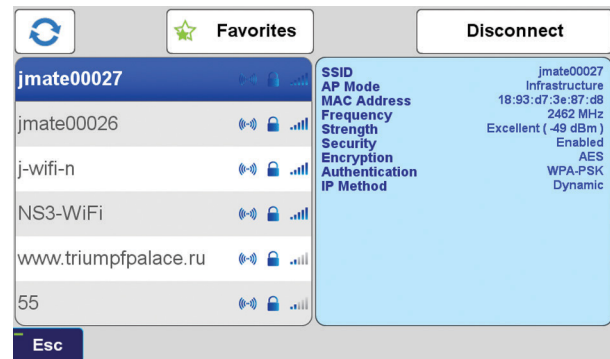 Favorites
Disconnect
jmate00027
jmate00026
j-wifi-n
NS3-WiFi
www.triumpfpalace.ru
55
SSID jmate00027
AP Mode Infrastructure
MAC Address 18:93:d7:3e:87:d8
Frequency 2462 MHz
Strength Excellent ( -49 dBm )
Security Enabled
Encryption AES
Authentication WPA-PSK
IP Method Dynamic
Esc